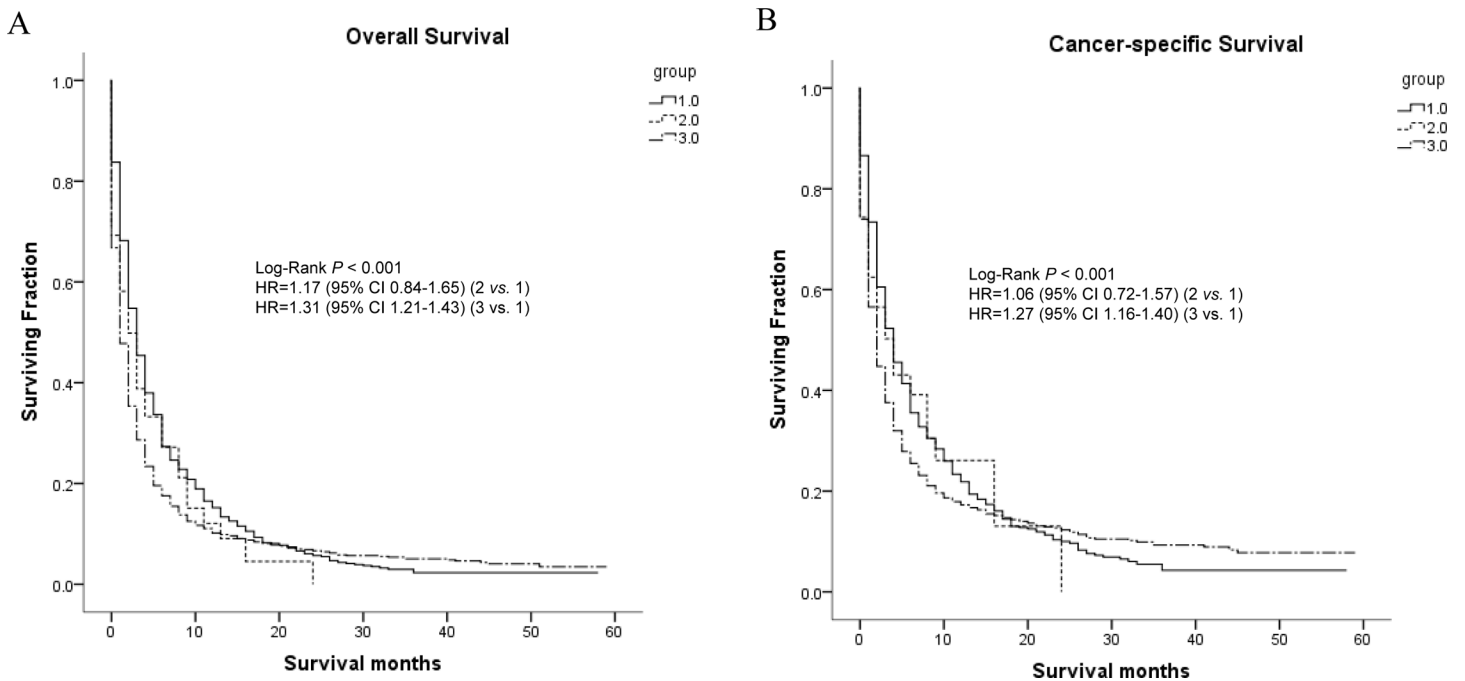 A
Overall Survival
group
1.0
2.0
3.0
1.0
0.8
0.6
0.4
0.2
0.0
Surviving Fraction
Log-Rank P < 0.001
HR=1.17 (95% CI 0.84-1.65) (2 vs. 1)
HR=1.31 (95% CI 1.21-1.43) (3 vs. 1)
0 10 20 30 40 50 60
Survival months
B
Cancer-specific Survival
group
1.0
2.0
3.0
1.0
0.8
0.6
0.4
0.2
0.0
Surviving Fraction
Log-Rank P < 0.001
HR=1.06 (95% CI 0.72-1.57) (2 vs. 1)
HR=1.27 (95% CI 1.16-1.40) (3 vs. 1)
0 10 20 30 40 50 60
Survival months